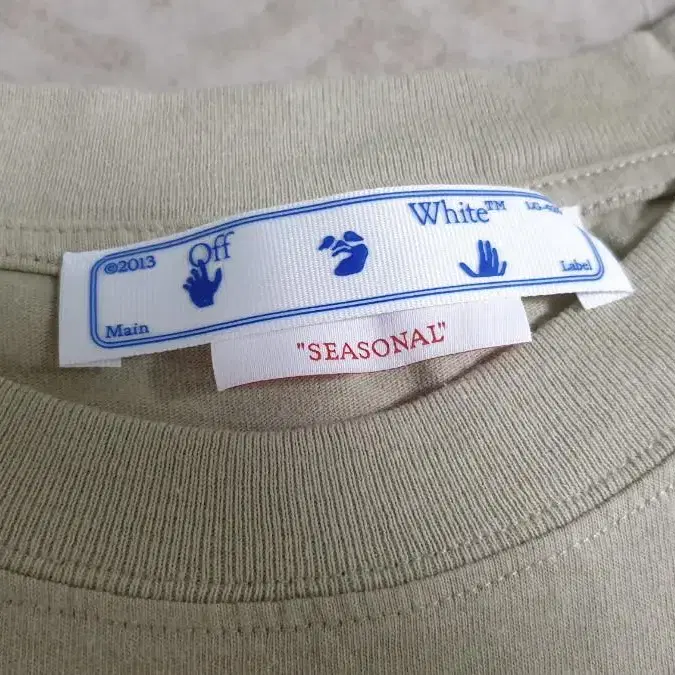 ©2013 Off White™
Main Label
"SEASONAL"